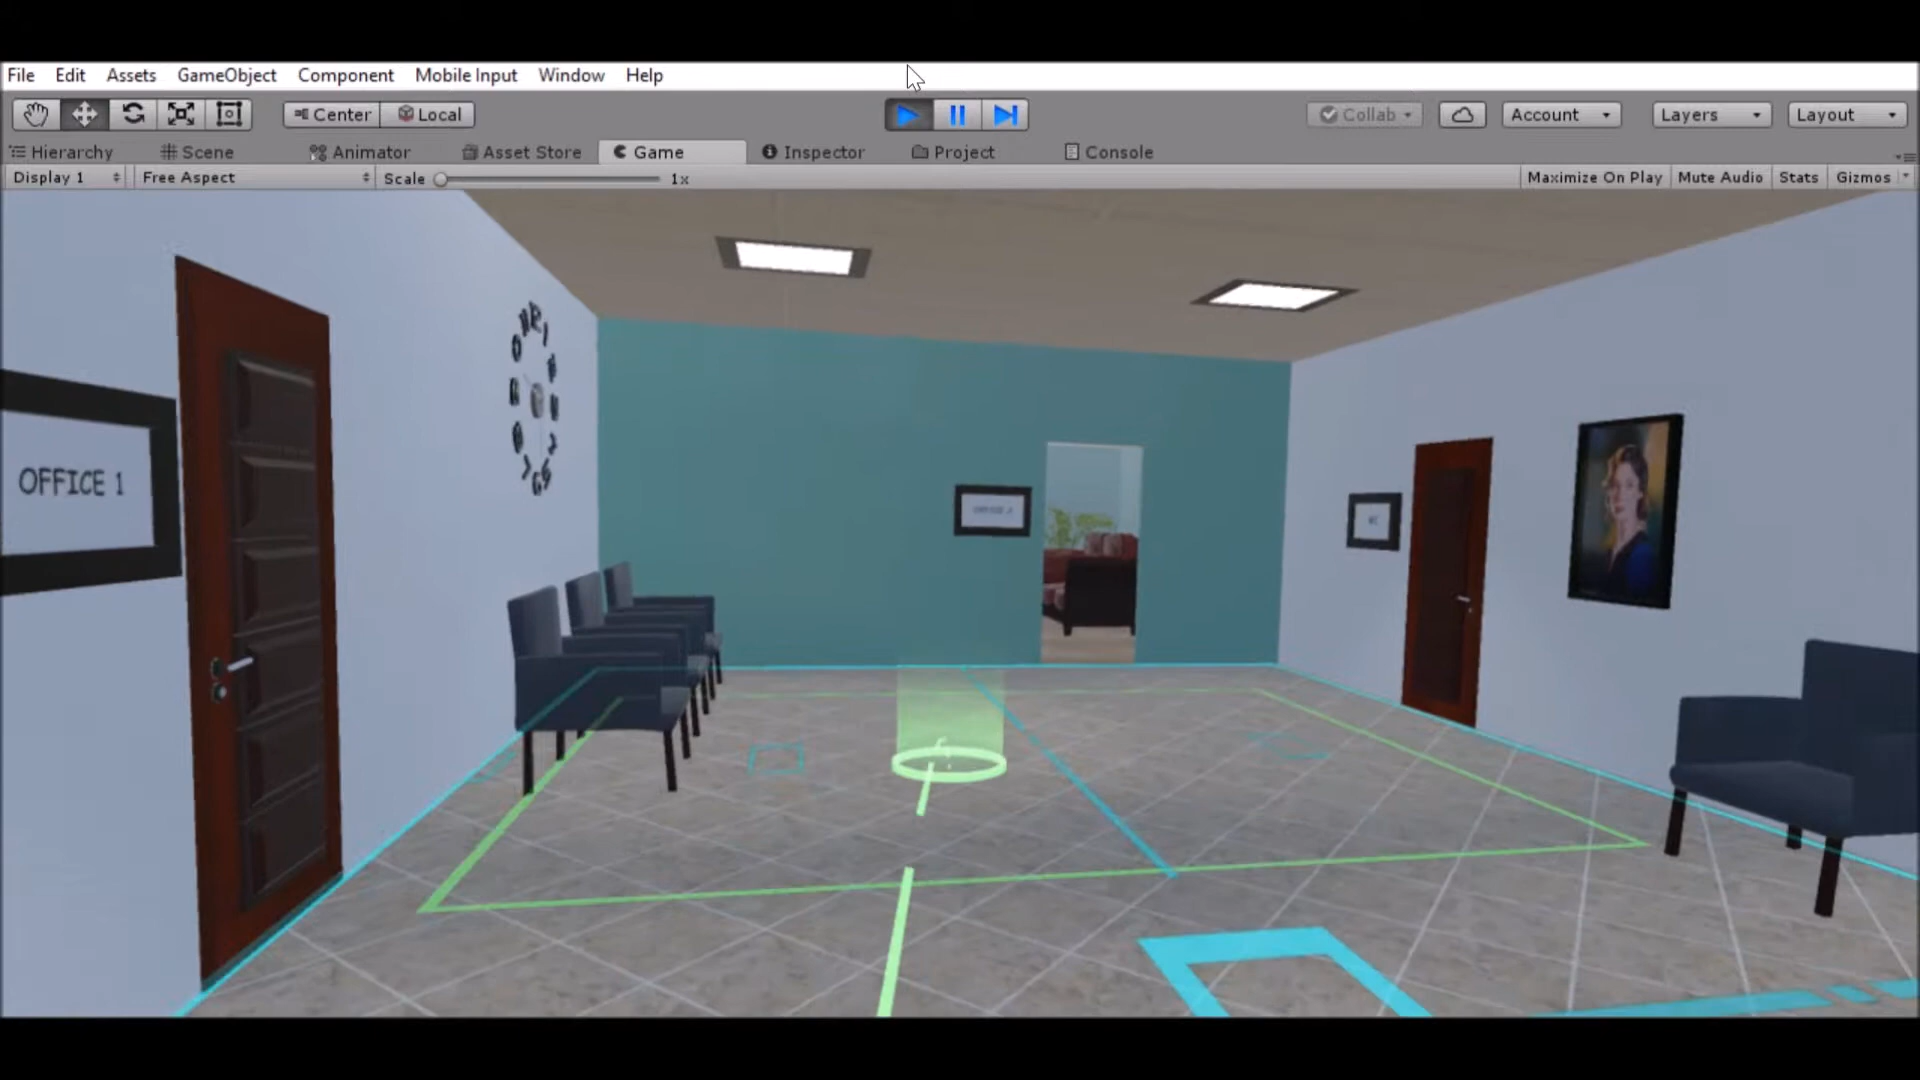 File Edit Assets GameObject Component Mobile Input Window Help
Center Local Collab Account Layers Layout
Hierarchy Scene Animator Asset Store Game Inspector Project Console
Display 1 Free Aspect Scale 1x Maximize On Play Mute Audio Stats Gizmos
OFFICE 1
OFFICE